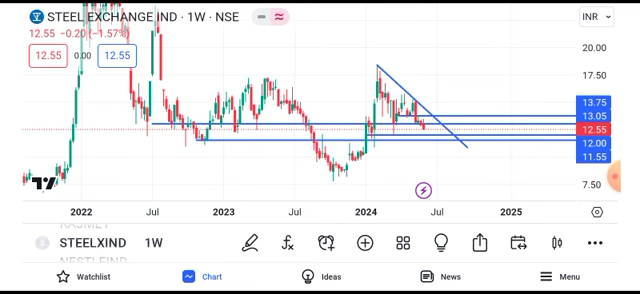 STEEL EXCHANGE IND · 1W · NSE
INR
12.55 −0.20 (−1.57%)
12.55 0.00 12.55
20.00
17.50
13.75
13.05
12.55
12.00
11.55
7.50
2022 Jul 2023 Jul 2024 Jul 2025
STEELXIND 1W
NESTLEIND
Watchlist Chart Ideas News Menu